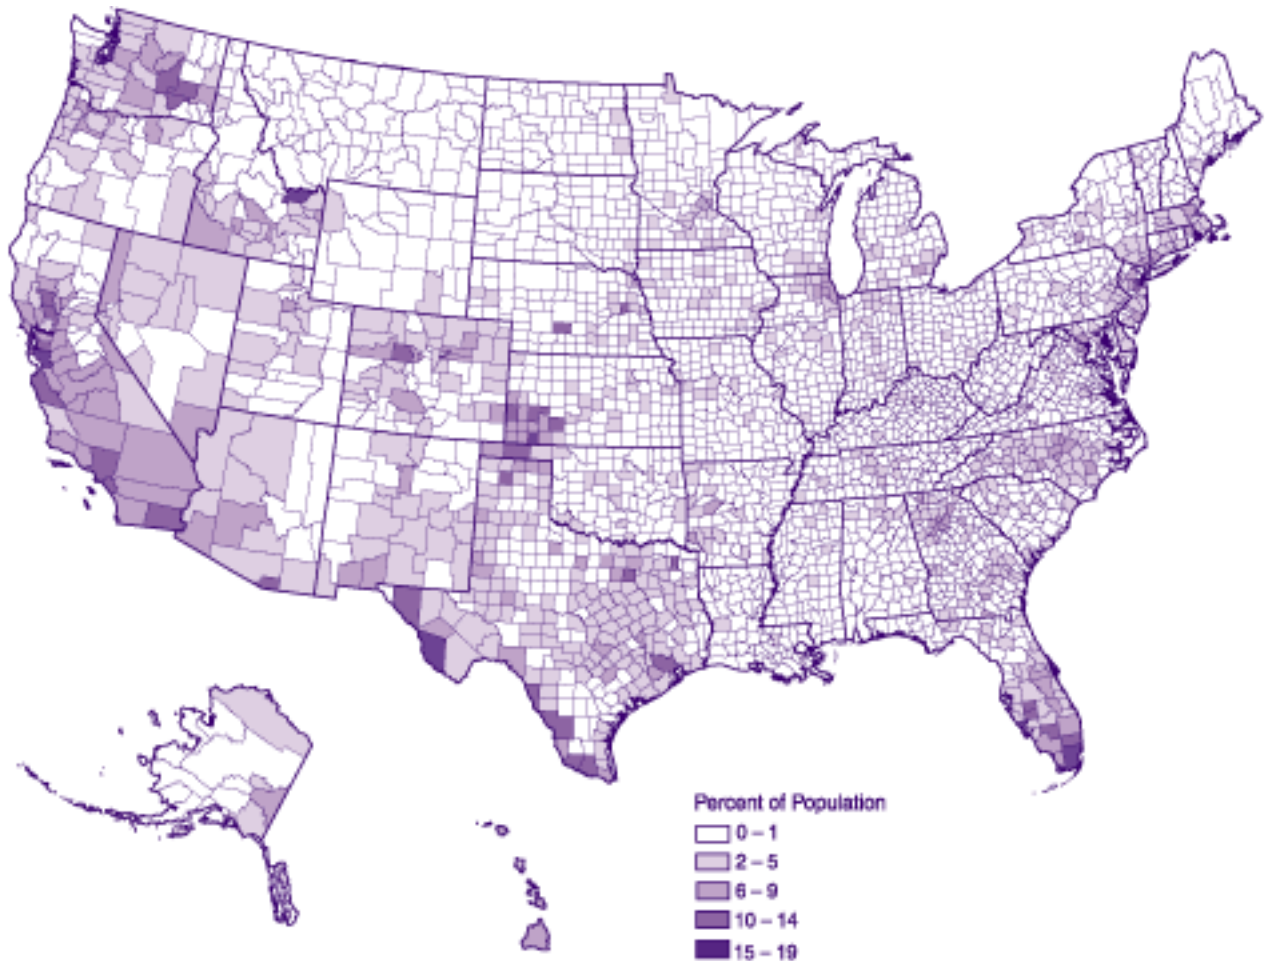 Percent of Population
0 – 1
2 – 5
6 – 9
10 – 14
15 – 19